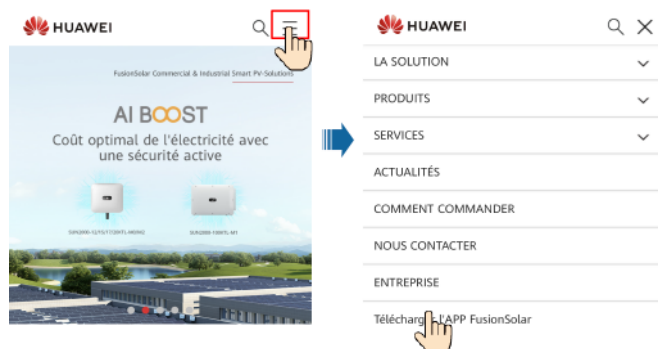 HUAWEI
FusionSolar Commercial & Industrial Smart PV-Solutions
AI BOOST
Coût optimal de l'électricité avec
une sécurité active
HUAWEI
LA SOLUTION
PRODUITS
SERVICES
ACTUALITÉS
COMMENT COMMANDER
NOUS CONTACTER
ENTREPRISE
Télécharger l'APP FusionSolar